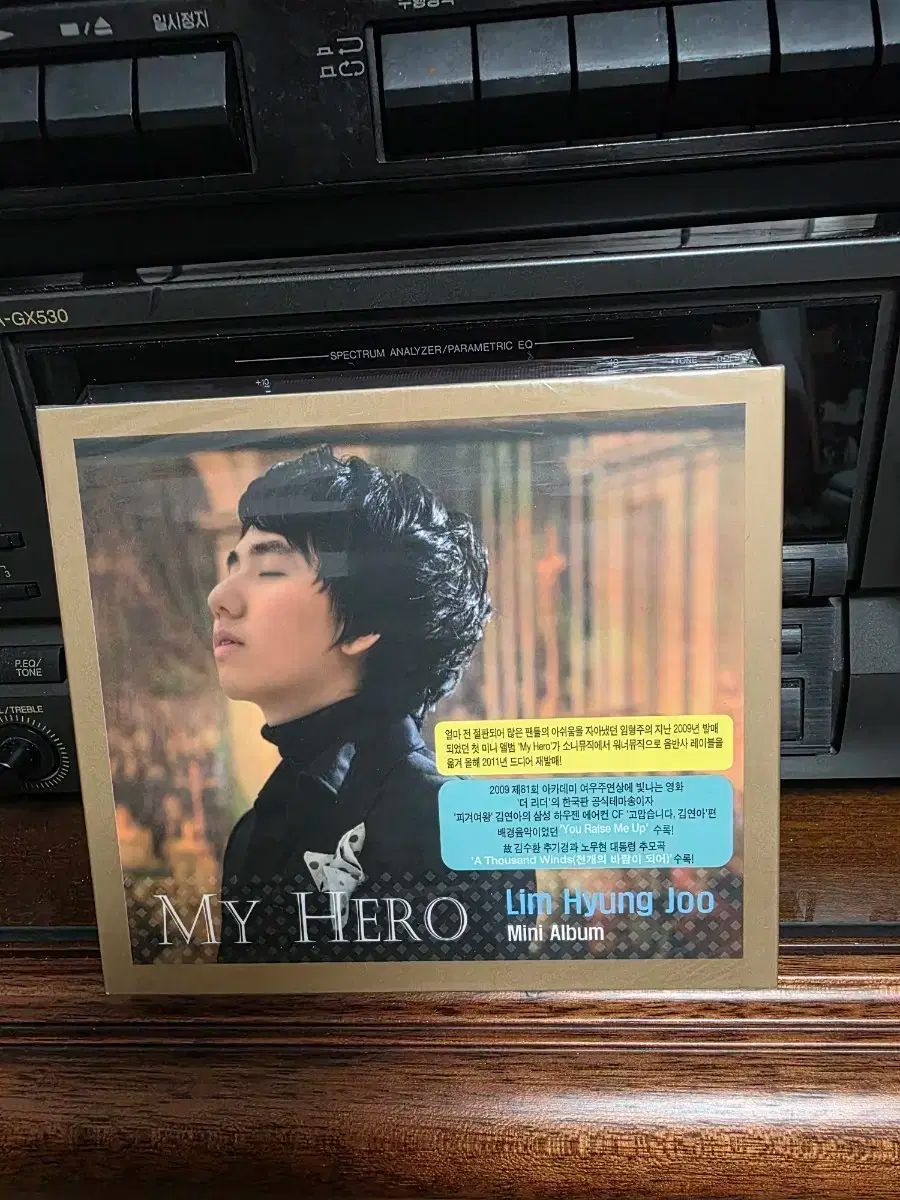 일시정지
-GX530
SPECTRUM ANALYZER/PARAMETRIC EQ
+10
TONE
3
P.EQ/
TONE
/TREBLE
얼마 전 절판되어 많은 팬들의 아쉬움을 자아냈던 임형주의 지난 2009년 발매
되었던 첫 미니 앨범 'My Hero'가 소니뮤직에서 워너뮤직으로 음반사 레이블을
옮겨 올해 2011년 드디어 재발매!
2009 제81회 아카데미 여우주연상에 빛나는 영화
'더 리더'의 한국판 공식테마송이자
'피겨여왕' 김연아의 삼성 하우젠 에어컨 CF '고맙습니다, 김연아'편
배경음악이었던 'You Raise Me Up' 수록!
故 김수환 추기경과 노무현 대통령 추모곡
'A Thousand Winds(천개의 바람이 되어)'수록!
MY HERO
Lim Hyung Joo
Mini Album